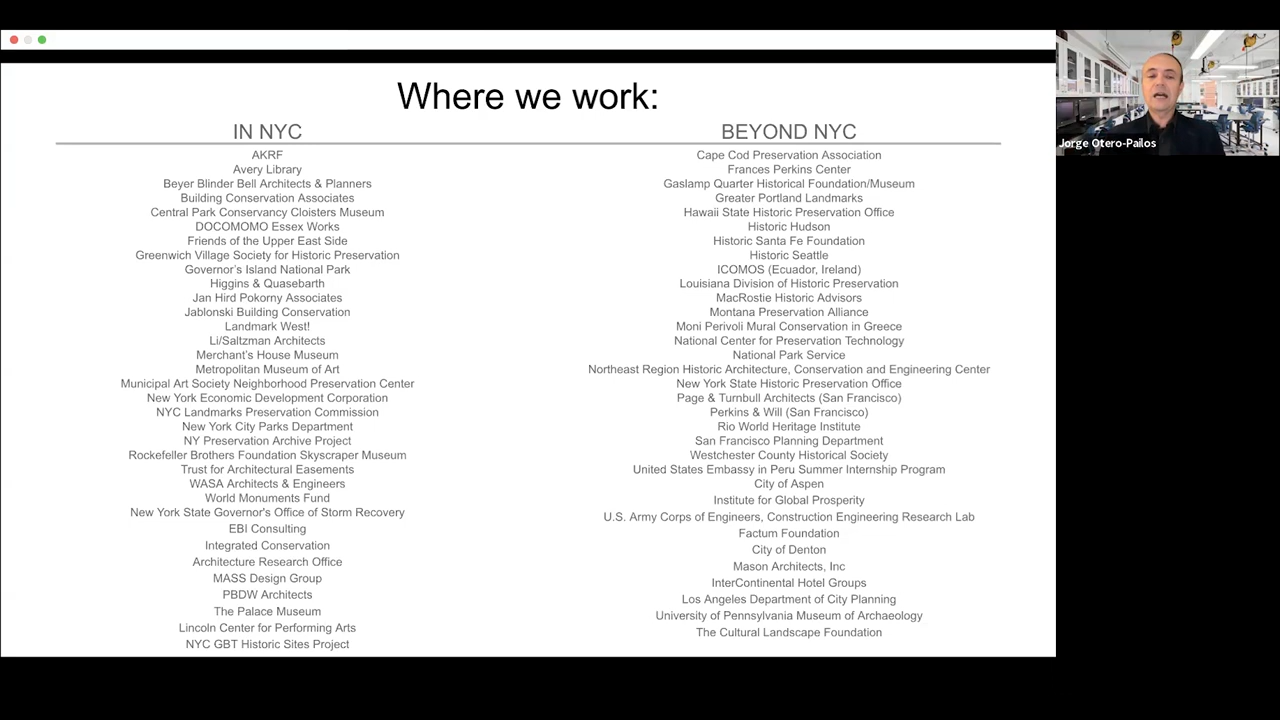 Where we work:
IN NYC
AKRF
Avery Library
Beyer Blinder Bell Architects & Planners
Building Conservation Associates
Central Park Conservancy Cloisters Museum
DOCOMOMO Essex Works
Friends of the Upper East Side
Greenwich Village Society for Historic Preservation
Governor's Island National Park
Higgins & Quasebarth
Jan Hird Pokorny Associates
Jablonski Building Conservation
Landmark West!
Li/Saltzman Architects
Merchant's House Museum
Metropolitan Museum of Art
Municipal Art Society Neighborhood Preservation Center
New York Economic Development Corporation
NYC Landmarks Preservation Commission
New York City Parks Department
NY Preservation Archive Project
Rockefeller Brothers Foundation Skyscraper Museum
Trust for Architectural Easements
WASA Architects & Engineers
World Monuments Fund
New York State Governor's Office of Storm Recovery
EBI Consulting
Integrated Conservation
Architecture Research Office
MASS Design Group
PBDW Architects
The Palace Museum
Lincoln Center for Performing Arts
NYC GBT Historic Sites Project
BEYOND NYC
Cape Cod Preservation Association
Frances Perkins Center
Gaslamp Quarter Historical Foundation/Museum
Greater Portland Landmarks
Hawaii State Historic Preservation Office
Historic Hudson
Historic Santa Fe Foundation
Historic Seattle
ICOMOS (Ecuador, Ireland)
Louisiana Division of Historic Preservation
MacRostie Historic Advisors
Montana Preservation Alliance
Moni Perivoli Mural Conservation in Greece
National Center for Preservation Technology
National Park Service
Northeast Region Historic Architecture, Conservation and Engineering Center
New York State Historic Preservation Office
Page & Turnbull Architects (San Francisco)
Perkins & Will (San Francisco)
Rio World Heritage Institute
San Francisco Planning Department
Westchester County Historical Society
United States Embassy in Peru Summer Internship Program
City of Aspen
Institute for Global Prosperity
U.S. Army Corps of Engineers, Construction Engineering Research Lab
Factum Foundation
City of Denton
Mason Architects, Inc
InterContinental Hotel Groups
Los Angeles Department of City Planning
University of Pennsylvania Museum of Archaeology
The Cultural Landscape Foundation
Jorge Otero-Pailos